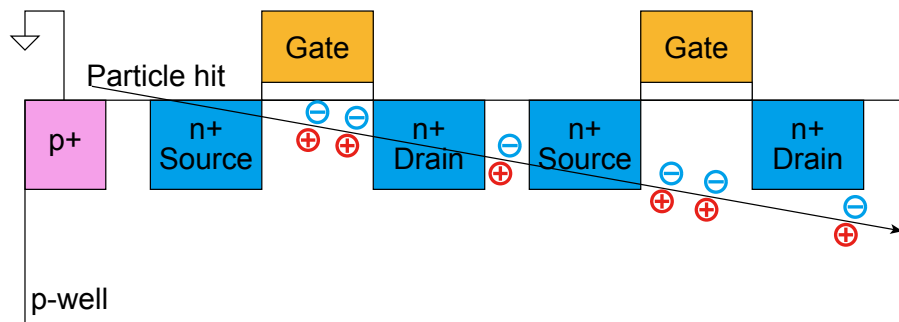 Gate
Gate
Particle hit
p+
n+
Source
n+
Drain
n+
Source
n+
Drain
p-well